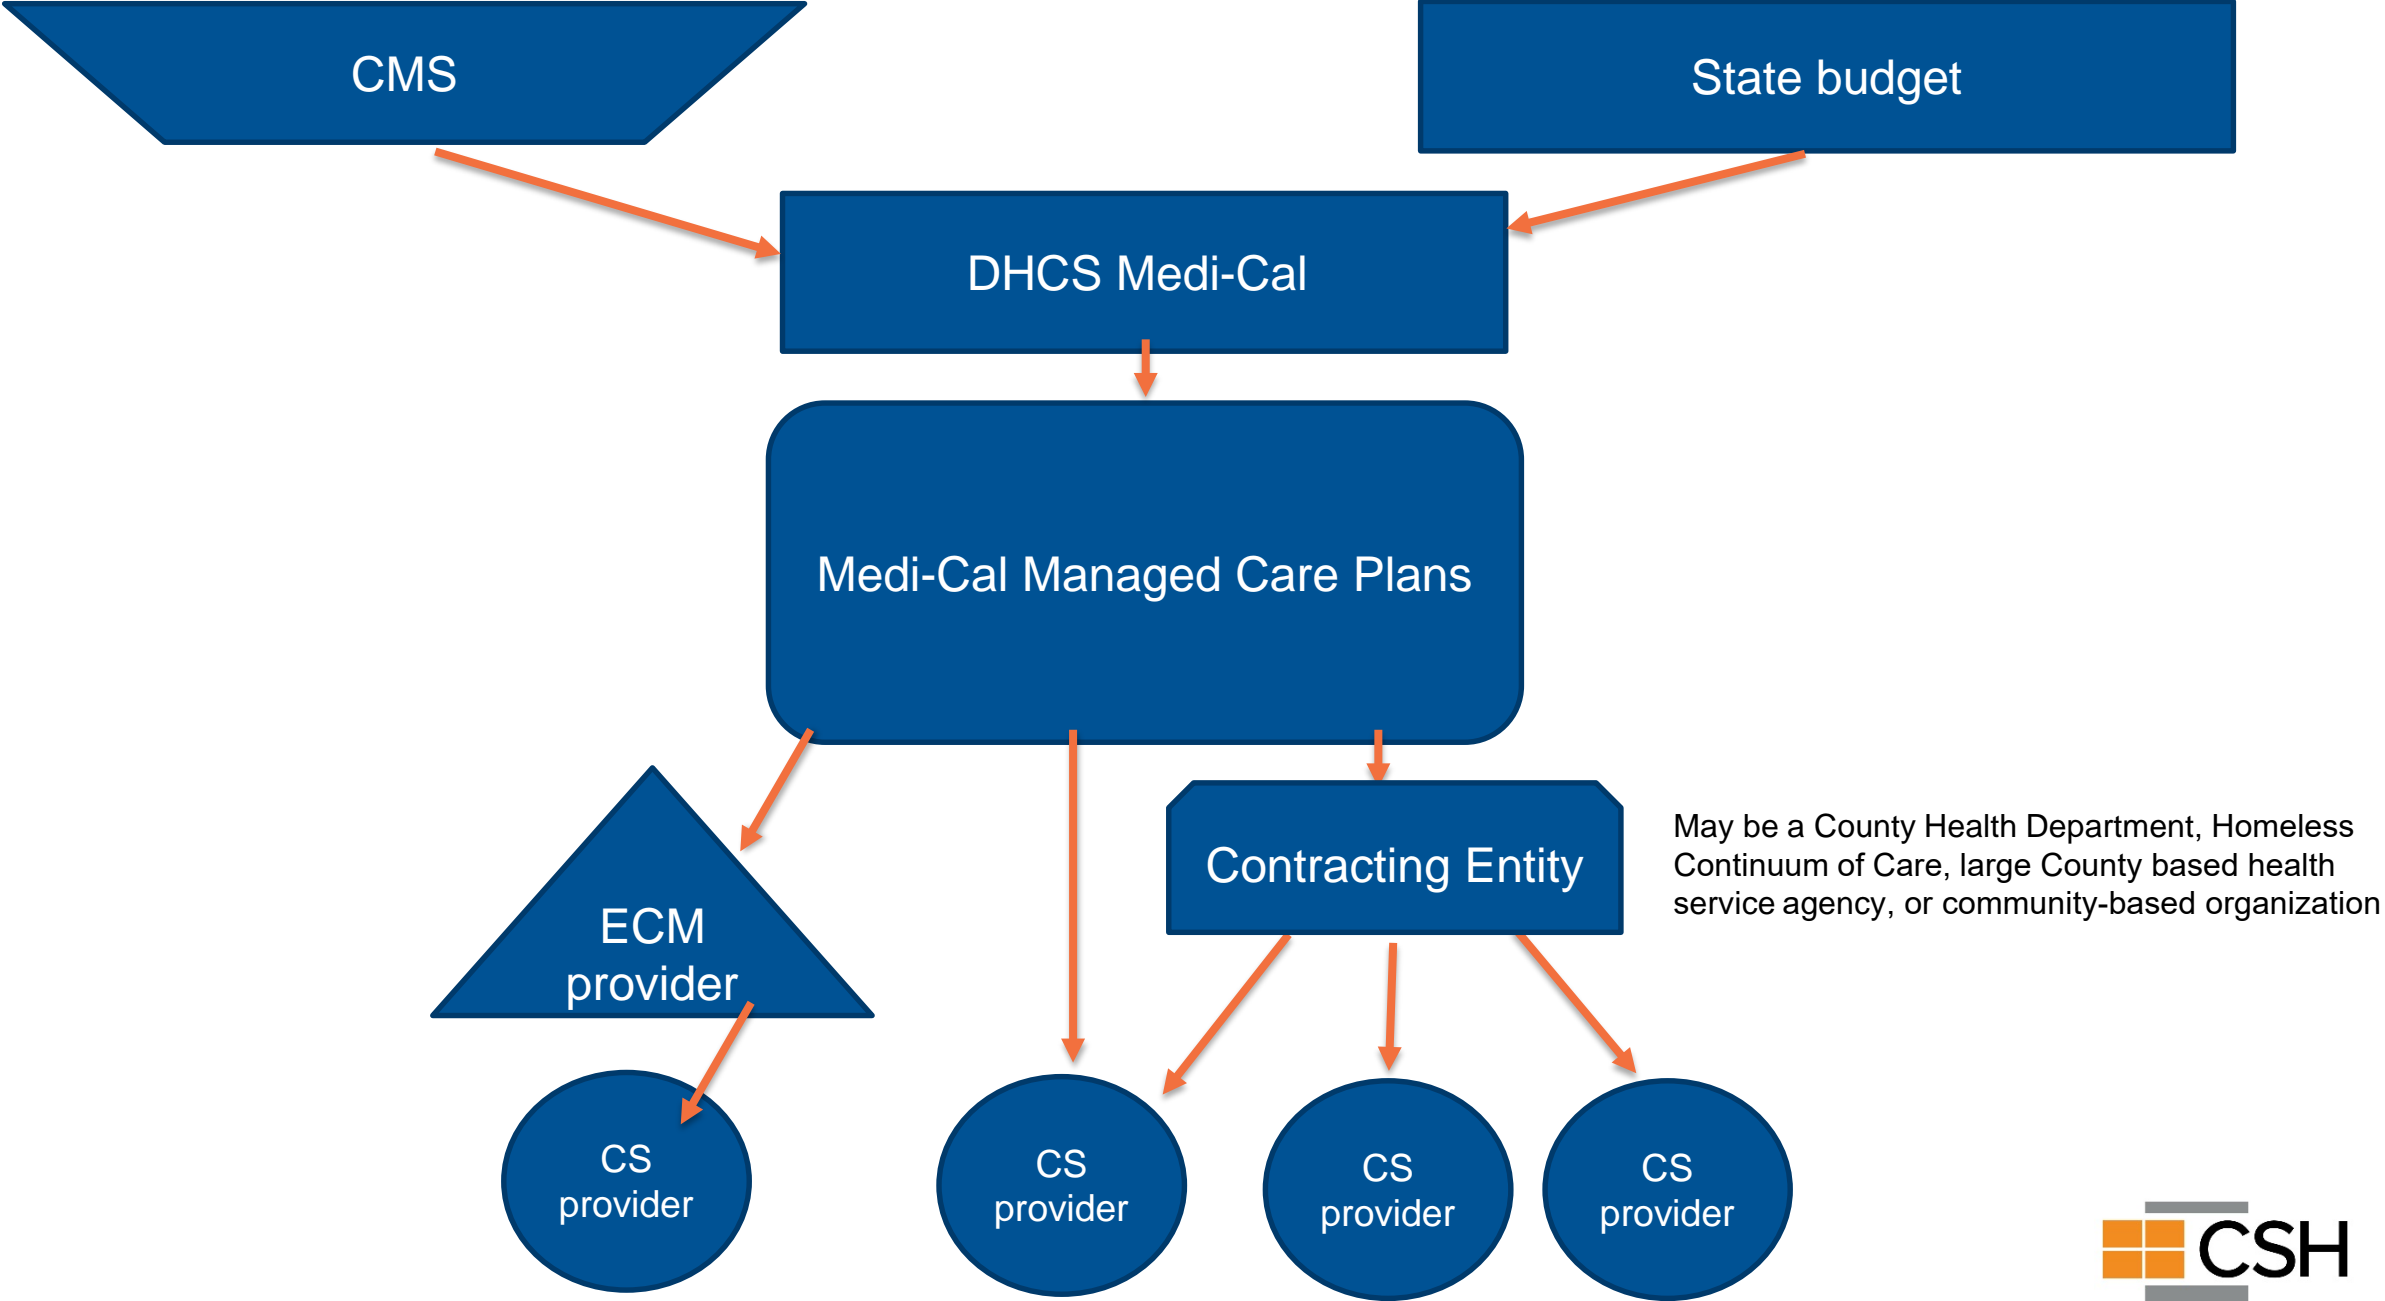 CMS
State budget
DHCS Medi-Cal
Medi-Cal Managed Care Plans
Contracting Entity
May be a County Health Department, Homeless
Continuum of Care, large County based health
service agency, or community-based organization
ECM
provider
CS
provider
CS
provider
CS
provider
CS
provider
CSH